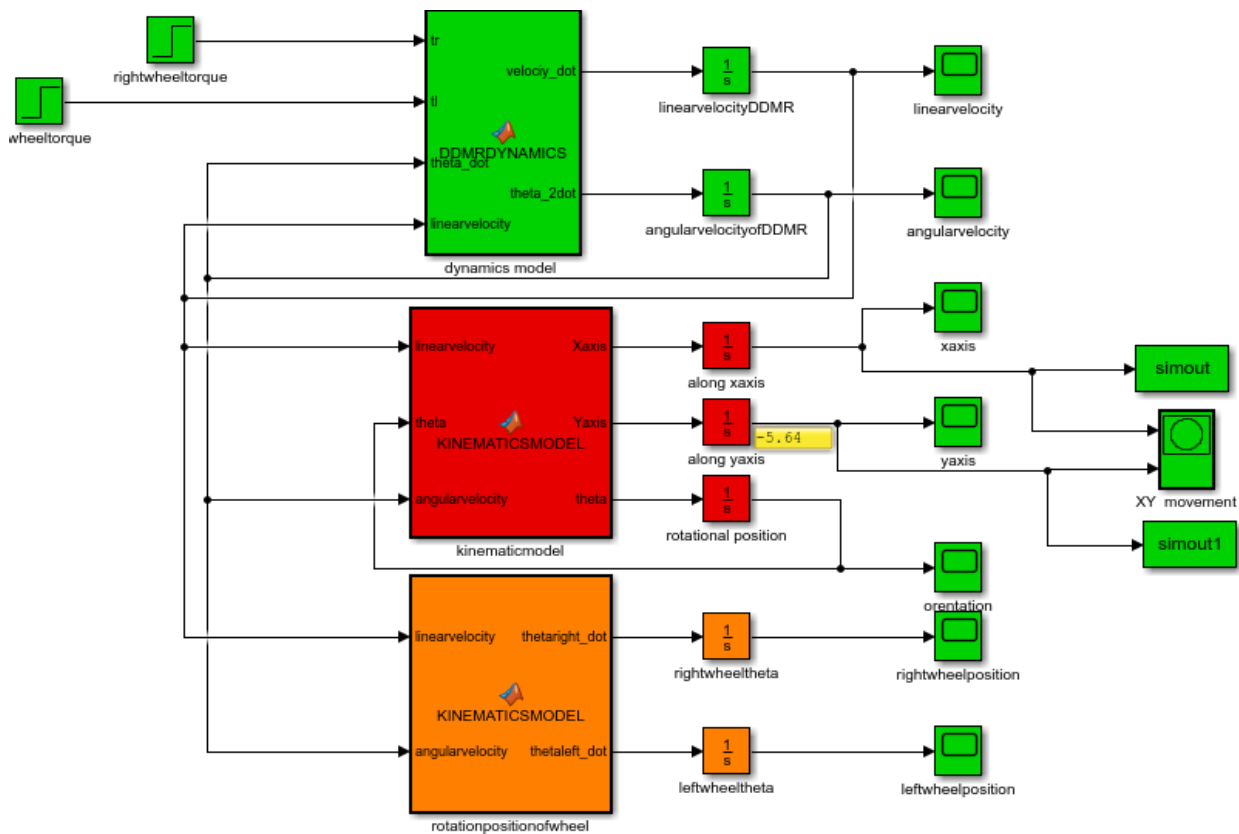 tr
rightwheeltorque
tl
wheeltorque
DDMRDYNAMICS
theta_dot
linearvelocity
velociy_dot
theta_2dot
dynamics model
1
s
linearvelocityDDMR
linearvelocity
1
s
angularvelocityofDDMR
angularvelocity
linearvelocity
theta
KINEMATICSMODEL
angularvelocity
Xaxis
Yaxis
theta
kinematicmodel
1
s
along xaxis
xaxis
1
s
-5.64
along yaxis
yaxis
1
s
rotational position
simout
XY movement
simout1
orentation
linearvelocity
KINEMATICSMODEL
angularvelocity
thetaright_dot
thetaleft_dot
rotationpositionofwheel
1
s
rightwheeltheta
rightwheelposition
1
s
leftwheeltheta
leftwheelposition